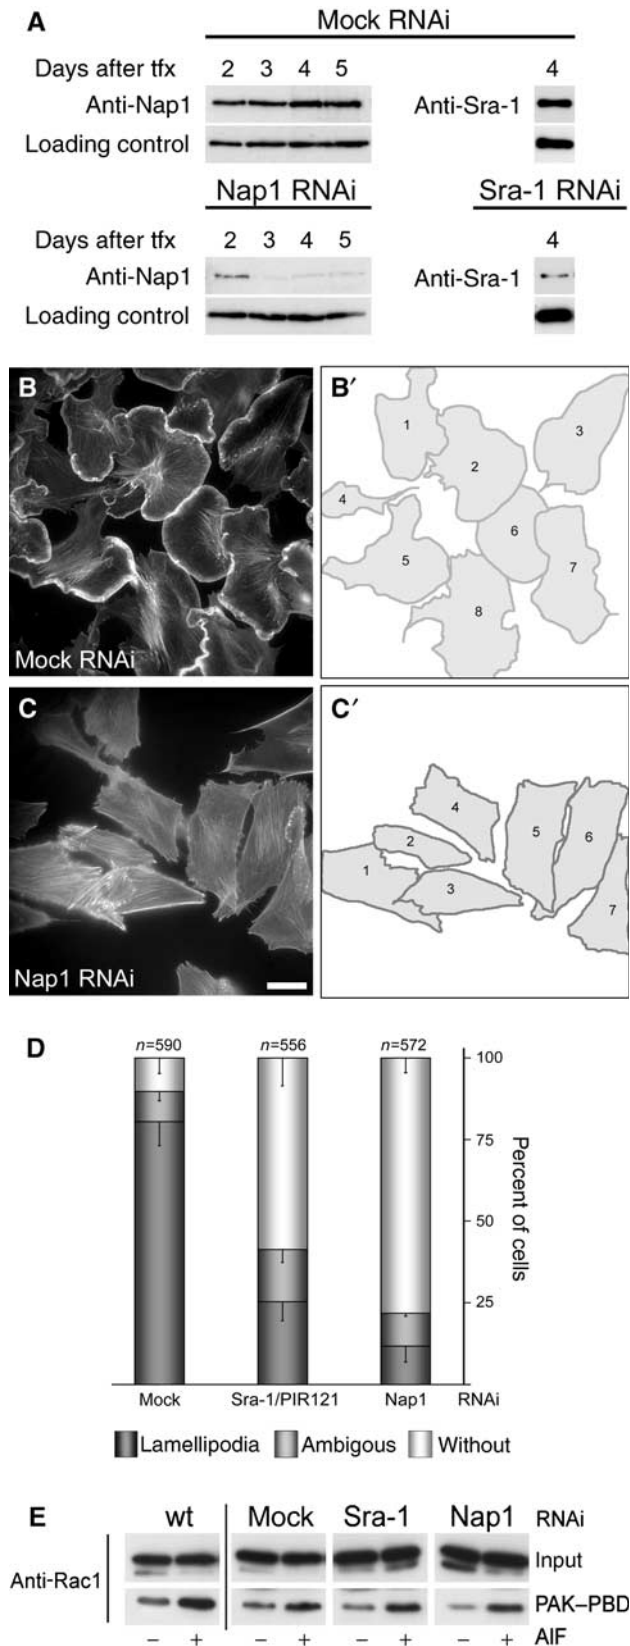 A
Mock RNAi
Days after tfx 2 3 4 5 4
Anti-Nap1 Anti-Sra-1
Loading control
Nap1 RNAi Sra-1 RNAi
Days after tfx 2 3 4 5 4
Anti-Nap1 Anti-Sra-1
Loading control
B Mock RNAi
B′ 1 2 3 4 5 6 7 8
C Nap1 RNAi
C′ 1 2 3 4 5 6 7
D
n=590 n=556 n=572
100
75
50
25
Percent of cells
Mock Sra-1/PIR121 Nap1 RNAi
Lamellipodia Ambigous Without
E
wt Mock Sra-1 Nap1 RNAi
Anti-Rac1
Input
PAK–PBD
– + – + – + – + AlF